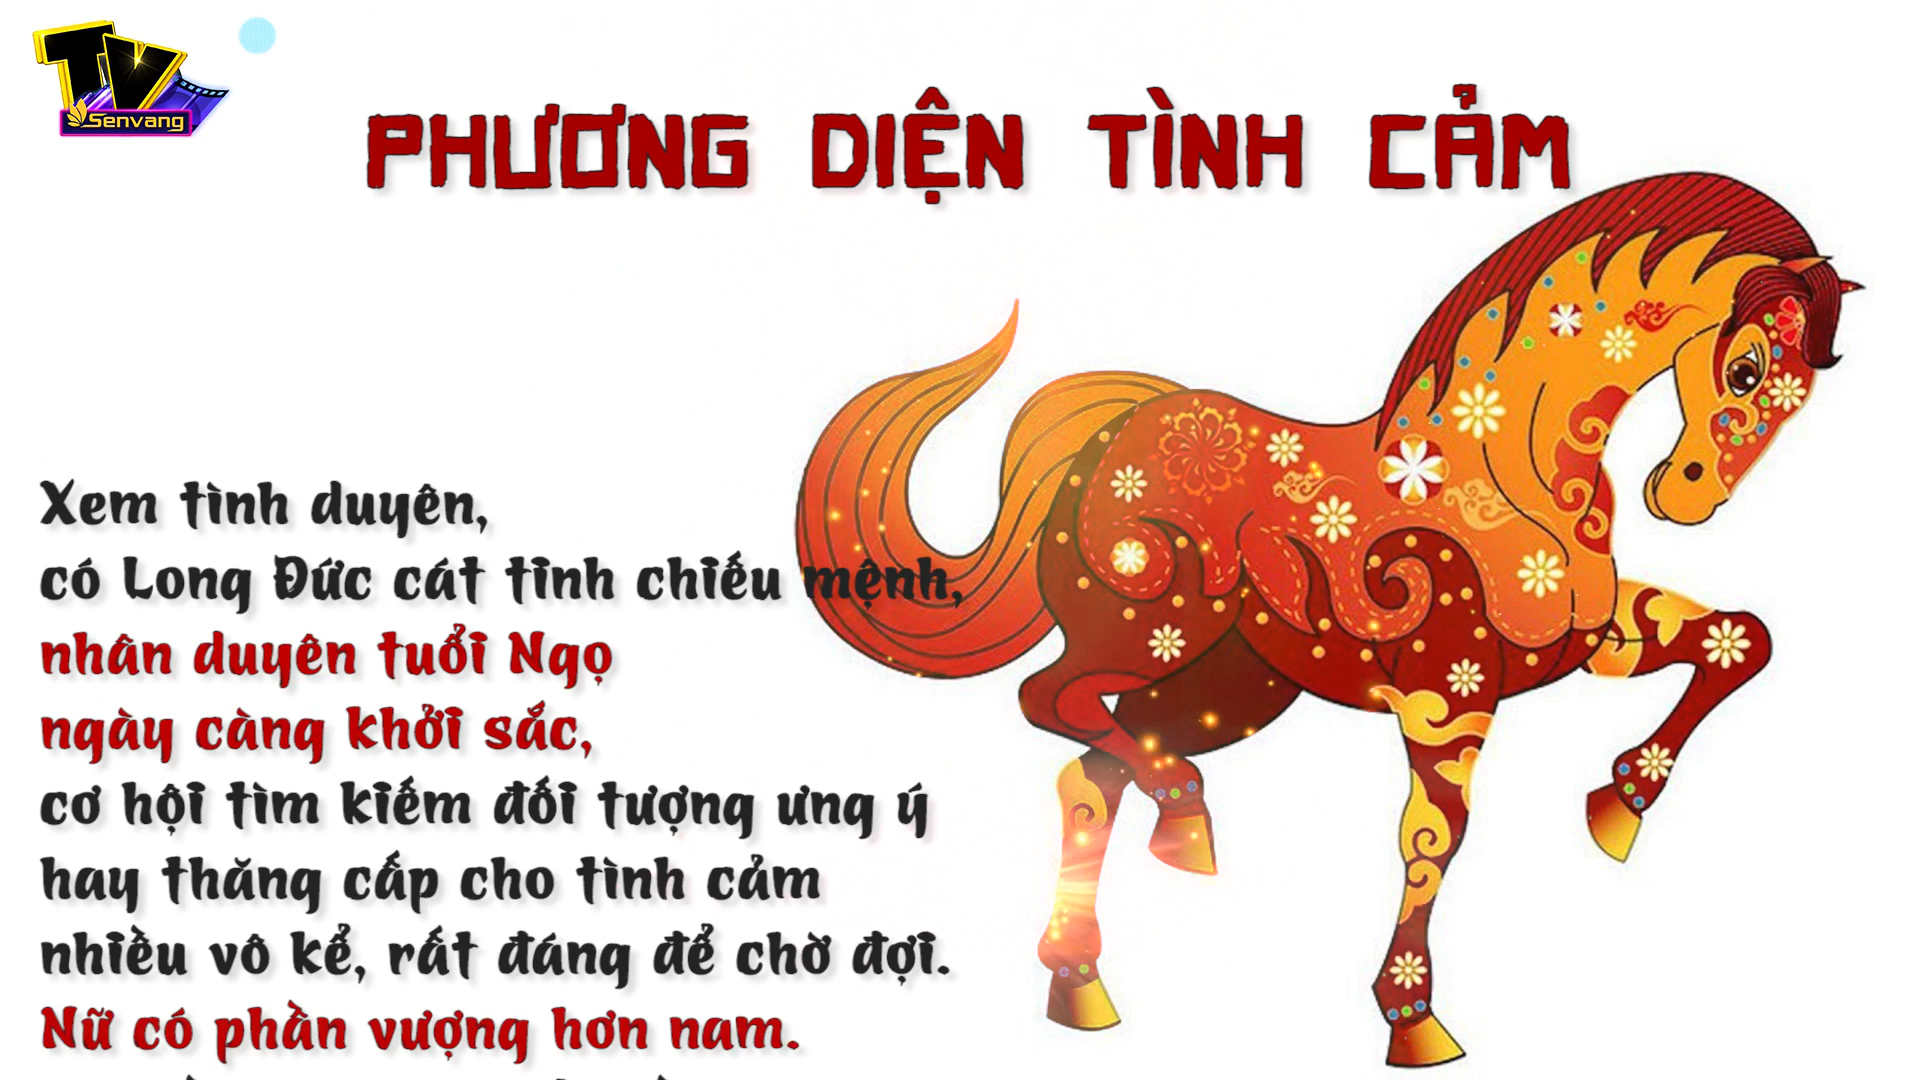 TV
Senvang
PHƯƠNG DIỆN TÌNH CẢM
Xem tình duyên,
có Long Đức cát tinh chiếu mệnh,
nhân duyên tuổi Ngọ
ngày càng khởi sắc,
cơ hội tìm kiếm đối tượng ưng ý
hay thăng cấp cho tình cảm
nhiều vô kể, rất đáng để chờ đợi.
Nữ có phần vượng hơn nam.